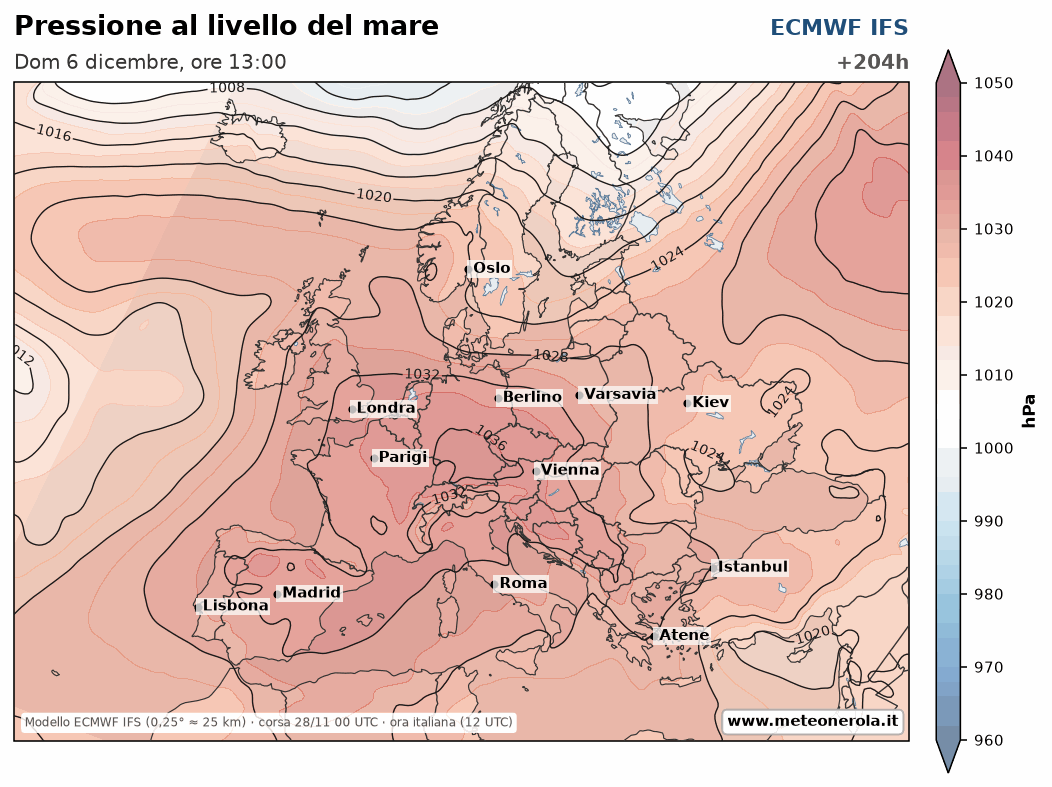 Pressione al livello del mare
ECMWF IFS
Dom 6 dicembre, ore 13:00
+204h
1008
1016
1020
1024
Oslo
012
1028
1032
Londra
Berlino
Varsavia
Kiev
1024
1036
Parigi
Vienna
1024
1032
Lisbona
Madrid
Roma
Istanbul
Atene
1020
Modello ECMWF IFS (0,25° ≈ 25 km) · corsa 28/11 00 UTC · ora italiana (12 UTC)
www.meteonerola.it
1050
1040
1030
1020
1010
1000
990
980
970
960
hPa